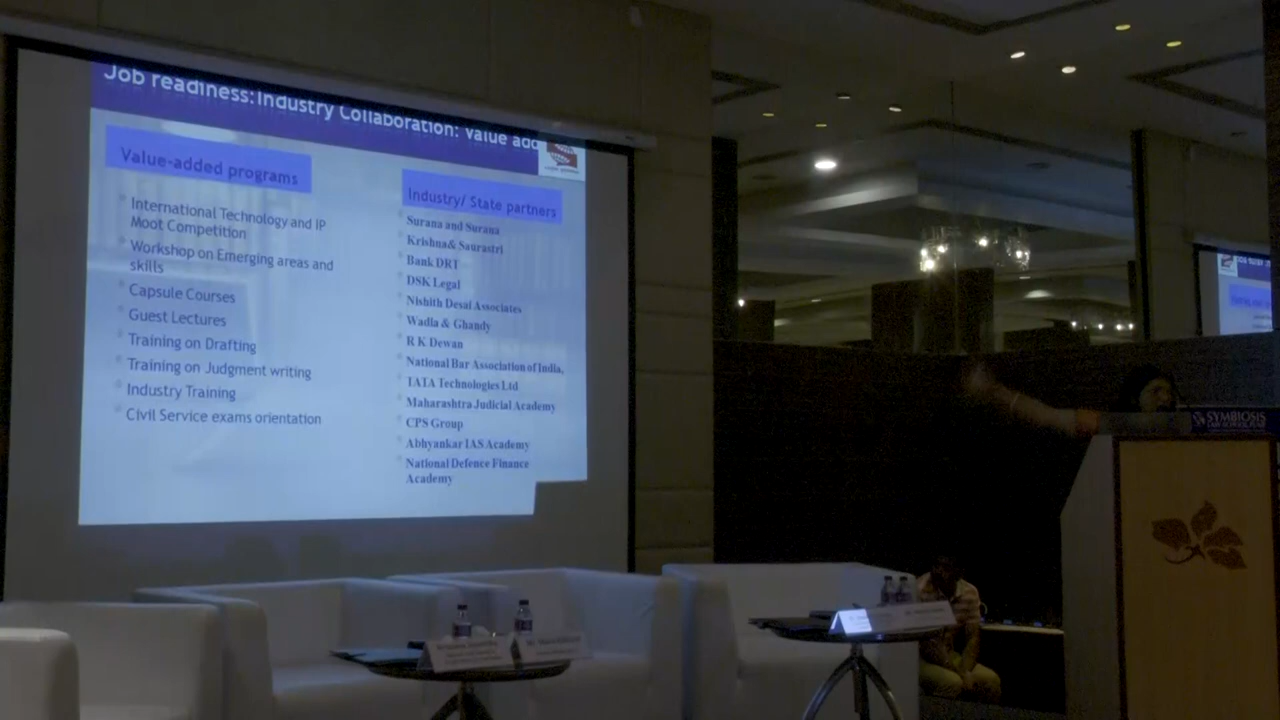 Job readiness: Industry Collaboration: Value add
Value-added programs
International Technology and IP
Moot Competition
Workshop on Emerging areas and
skills
Capsule Courses
Guest Lectures
Training on Drafting
Training on Judgment writing
Industry Training
Civil Service exams orientation
Industry/ State partners
Surana and Surana
Krishna& Saurastri
Bank DRT
DSK Legal
Nishith Desai Associates
Wadia & Ghandy
R K Dewan
National Bar Association of India,
TATA Technologies Ltd
Maharashtra Judicial Academy
CPS Group
Abhyankar IAS Academy
National Defence Finance
Academy
SYMBIOSIS
LAW SCHOOL, PUNE